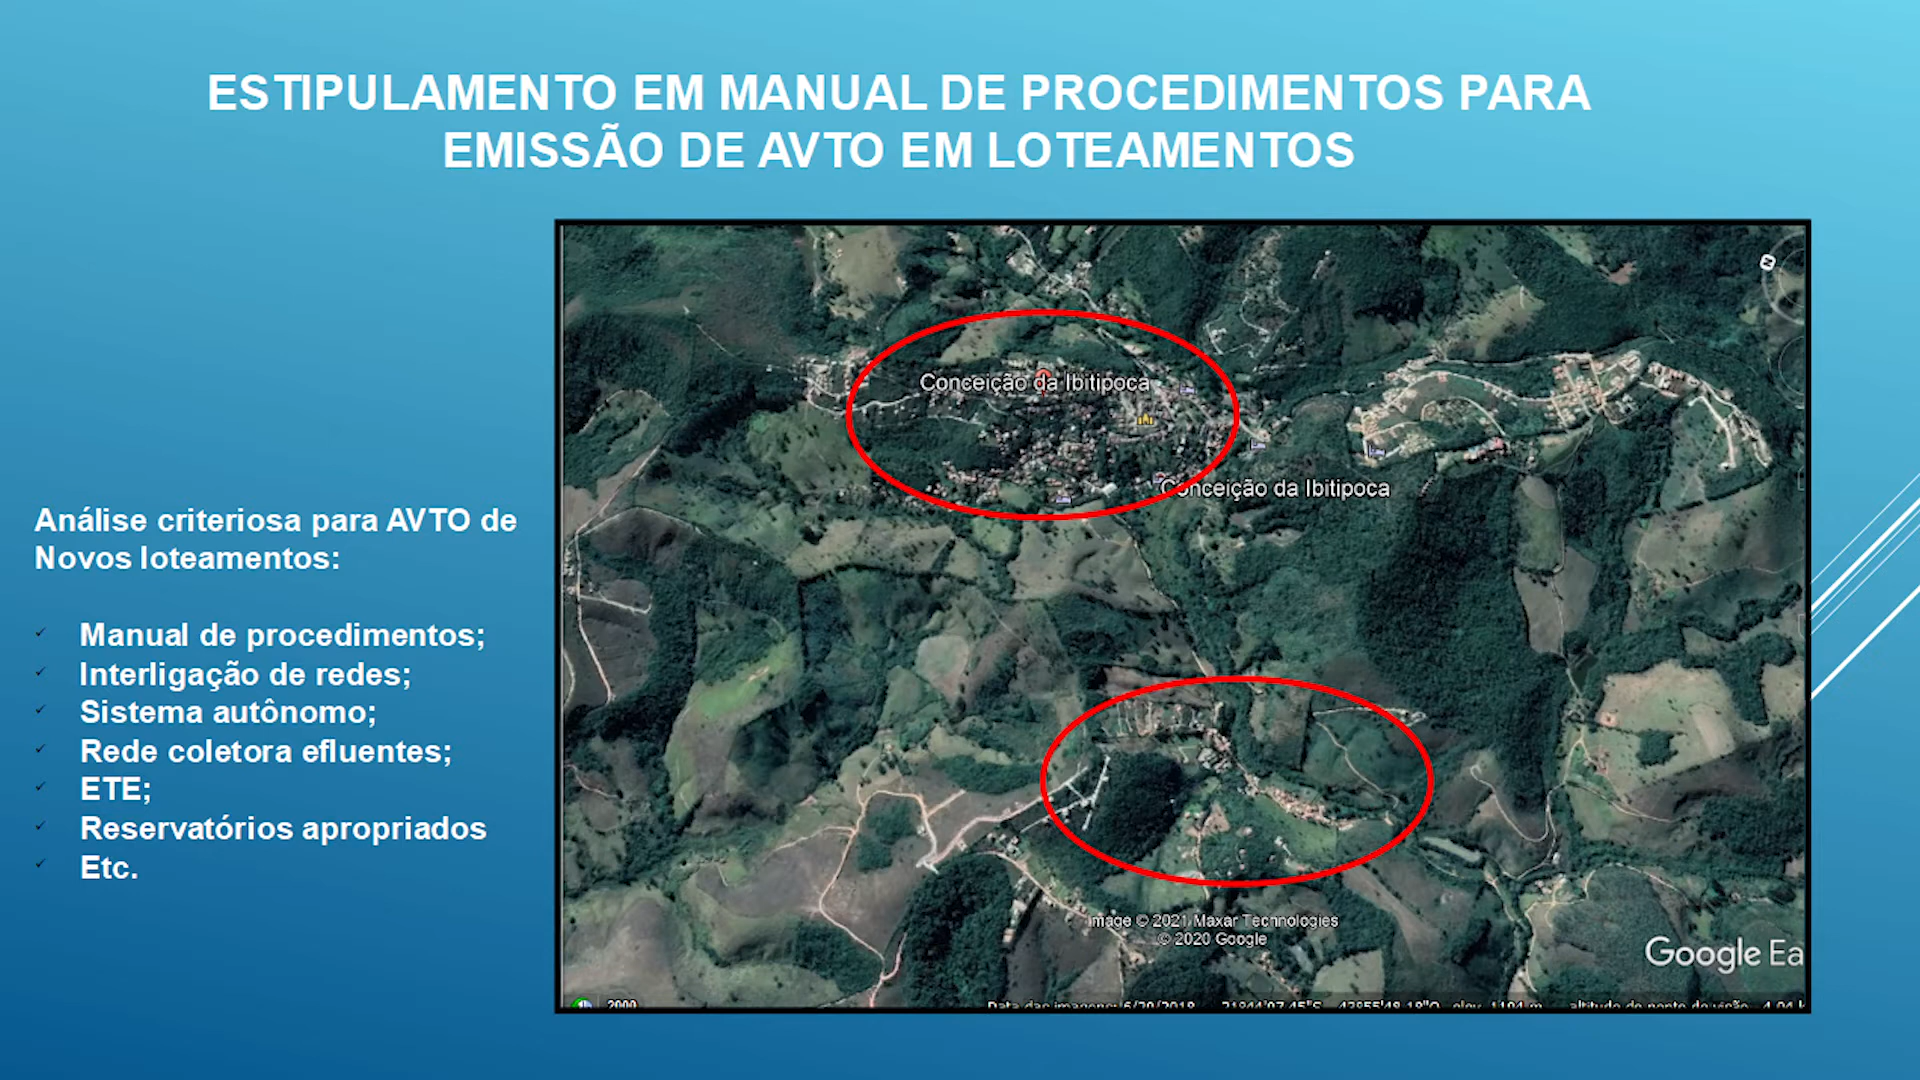 ESTIPULAMENTO EM MANUAL DE PROCEDIMENTOS PARA
EMISSÃO DE AVTO EM LOTEAMENTOS
Análise criteriosa para AVTO de
Novos loteamentos:
Manual de procedimentos;
Interligação de redes;
Sistema autônomo;
Rede coletora efluentes;
ETE;
Reservatórios apropriados
Etc.
Conceição da Ibitipoca
Conceição da Ibitipoca
mage © 2021 Maxar Technologies
© 2020 Google
Google Ea
N